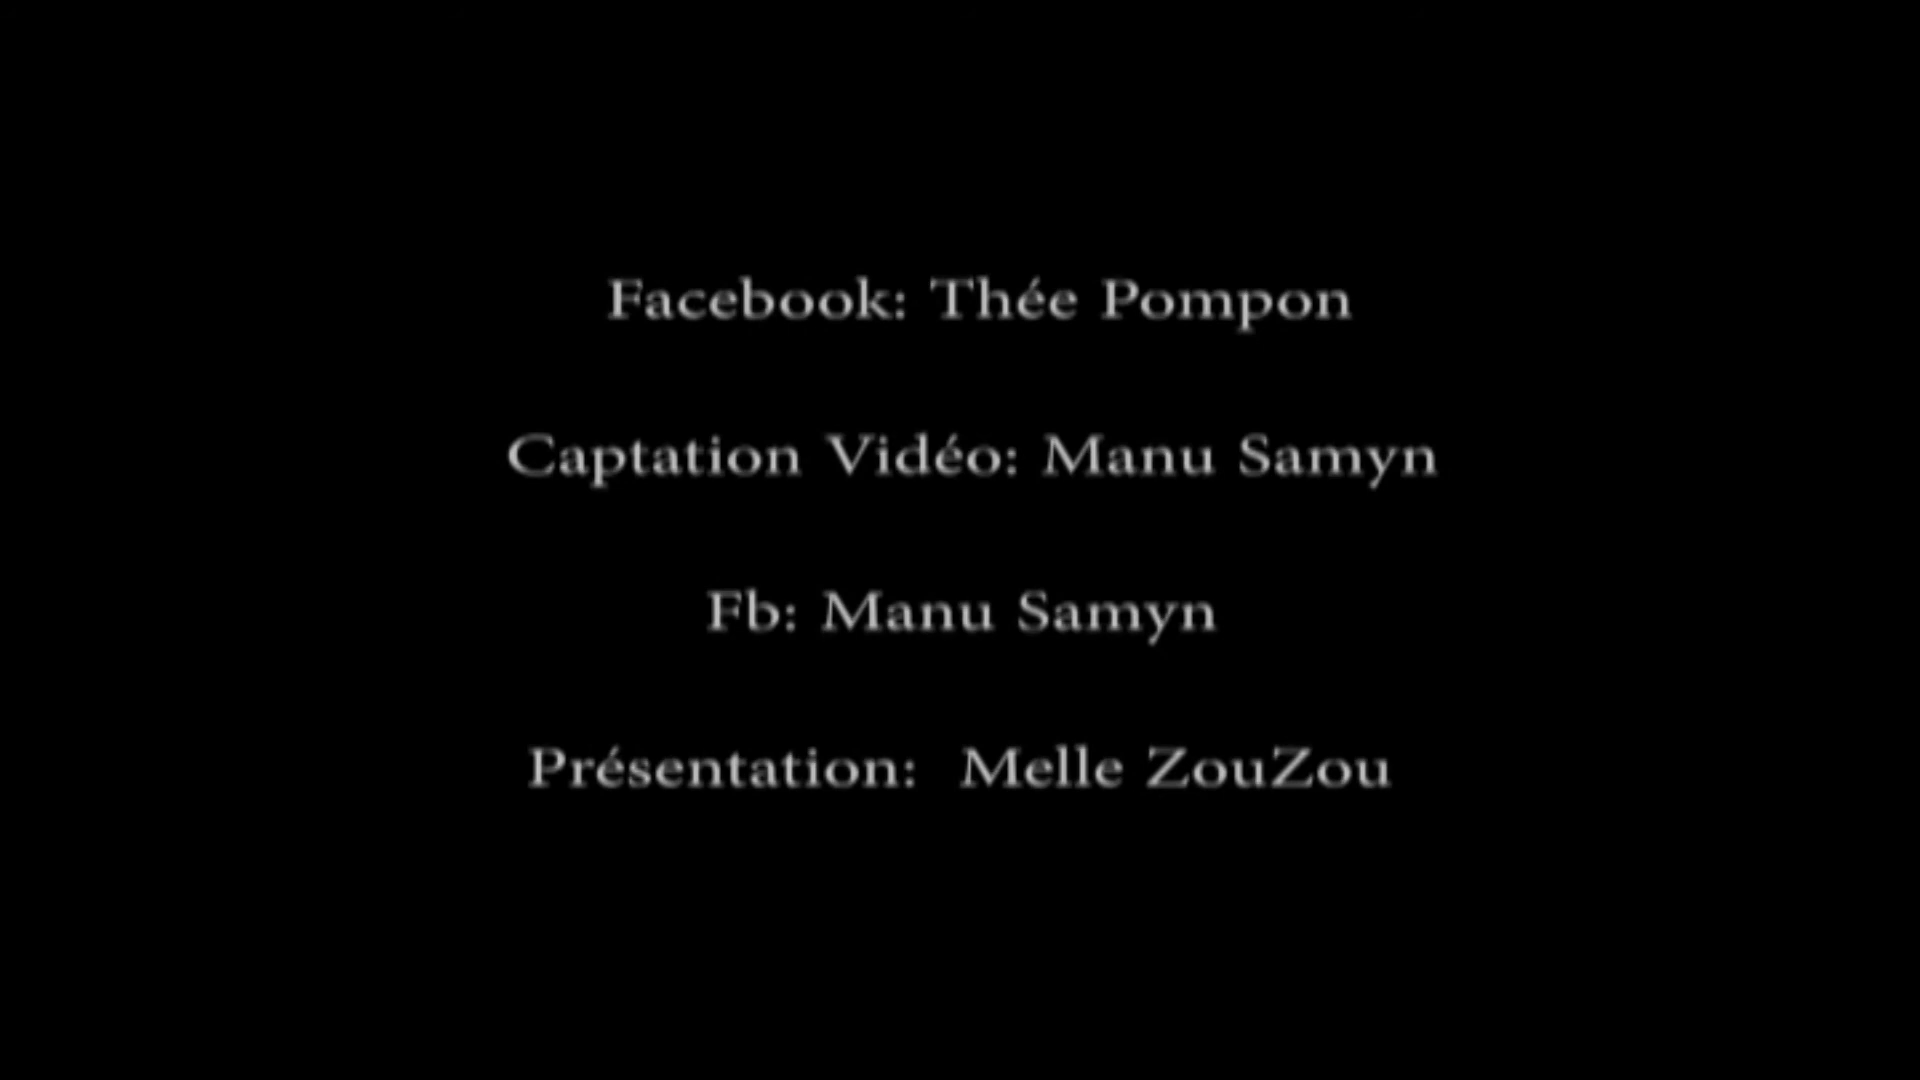 Facebook: Thée Pompon
Captation Vidéo: Manu Samyn
Fb: Manu Samyn
Présentation: Melle ZouZou